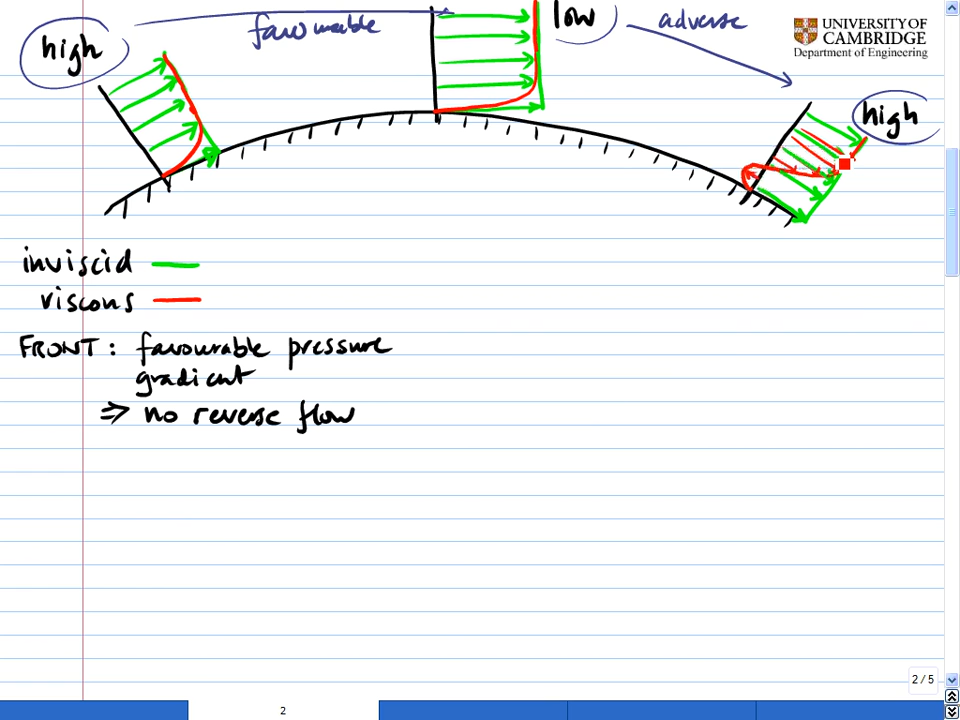 high
favourable
low
adverse
UNIVERSITY OF
CAMBRIDGE
Department of Engineering
high
inviscid
viscous
FRONT: favourable pressure
gradient
⇒ no reverse flow
2 / 5
2